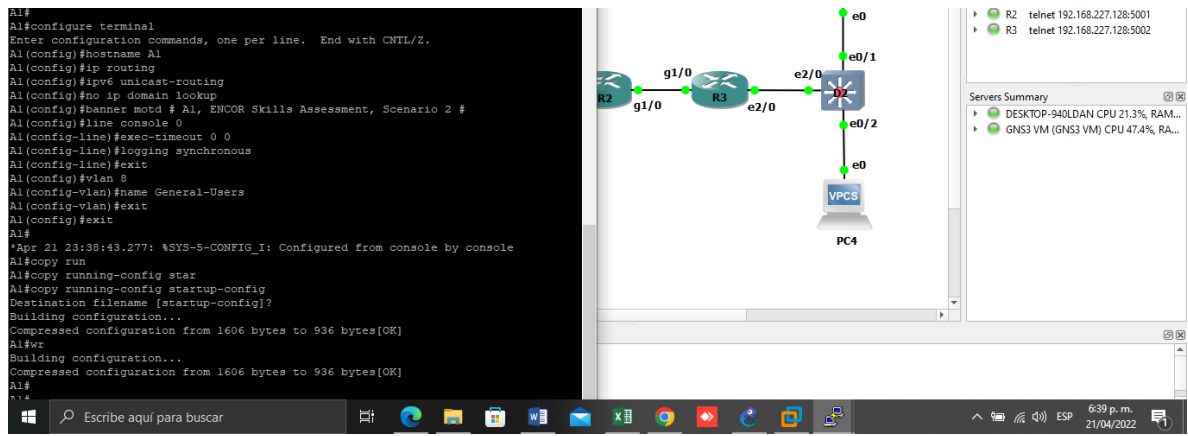 A1#
A1#configure terminal
Enter configuration commands, one per line.  End with CNTL/Z.
A1(config)#hostname A1
A1(config)#ip routing
A1(config)#ipv6 unicast-routing
A1(config)#no ip domain lookup
A1(config)#banner motd # A1, ENCOR Skills Assessment, Scenario 2 #
A1(config)#line console 0
A1(config-line)#exec-timeout 0 0
A1(config-line)#logging synchronous
A1(config-line)#exit
A1(config)#vlan 8
A1(config-vlan)#name General-Users
A1(config-vlan)#exit
A1(config)#exit
A1#
*Apr 21 23:38:43.277: %SYS-5-CONFIG_I: Configured from console by console
A1#copy run
A1#copy running-config star
A1#copy running-config startup-config
Destination filename [startup-config]?
Building configuration...
Compressed configuration from 1606 bytes to 936 bytes[OK]
A1#wr
Building configuration...
Compressed configuration from 1606 bytes to 936 bytes[OK]
A1#
A1#
e0
e0/1
g1/0
e2/0
R2
R3
D2
g1/0
e2/0
e0/2
e0
VPCS
PC4
R2 telnet 192.168.227.128:5001
R3 telnet 192.168.227.128:5002
Servers Summary
DESKTOP-940LDAN CPU 21.3%, RAM...
GNS3 VM (GNS3 VM) CPU 47.4%, RA...
Escribe aquí para buscar
ESP
6:39 p. m.
21/04/2022
1